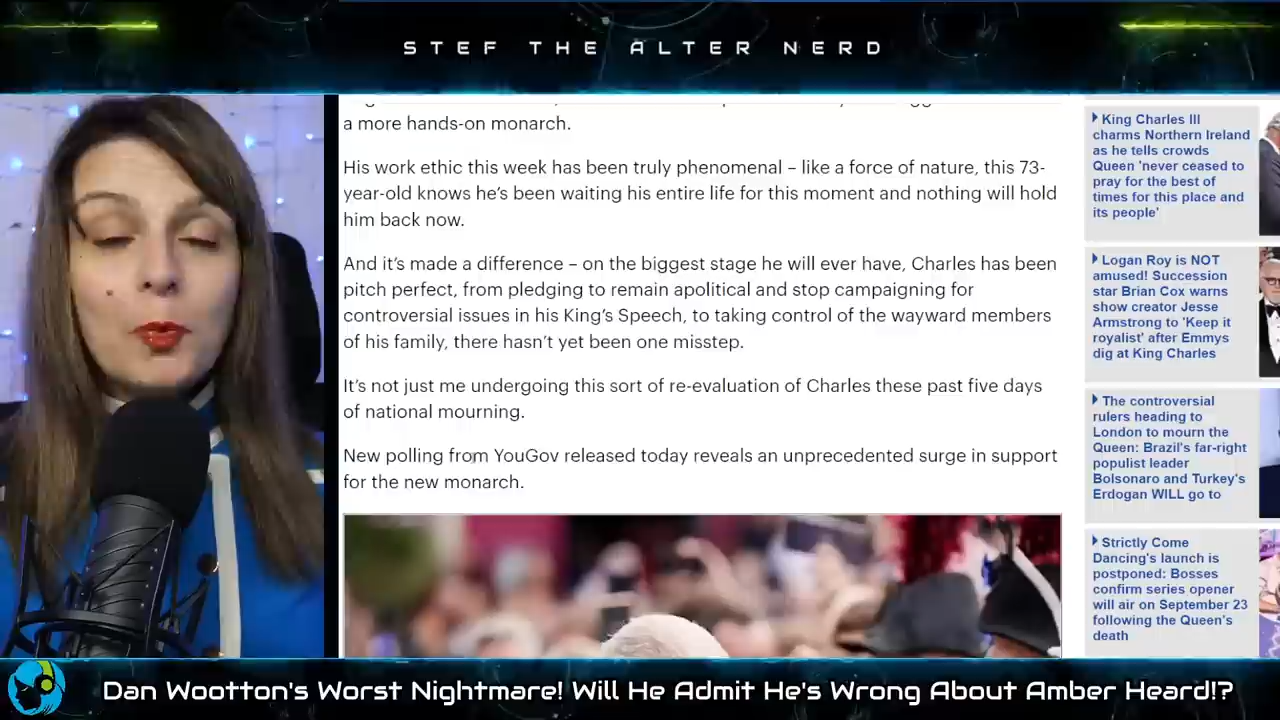 STEF THE ALTER NERD
a more hands-on monarch.
His work ethic this week has been truly phenomenal – like a force of nature, this 73-
year-old knows he's been waiting his entire life for this moment and nothing will hold
him back now.
And it's made a difference – on the biggest stage he will ever have, Charles has been
pitch perfect, from pledging to remain apolitical and stop campaigning for
controversial issues in his King's Speech, to taking control of the wayward members
of his family, there hasn't yet been one misstep.
It's not just me undergoing this sort of re-evaluation of Charles these past five days
of national mourning.
New polling from YouGov released today reveals an unprecedented surge in support
for the new monarch.
King Charles III
charms Northern Ireland
as he tells crowds
Queen 'never ceased to
pray for the best of
times for this place and
its people'
Logan Roy is NOT
amused! Succession
star Brian Cox warns
show creator Jesse
Armstrong to 'Keep it
royalist' after Emmys
dig at King Charles
The controversial
rulers heading to
London to mourn the
Queen: Brazil's far-right
populist leader
Bolsonaro and Turkey's
Erdogan WILL go to
Strictly Come
Dancing's launch is
postponed: Bosses
confirm series opener
will air on September 23
following the Queen's
death
Dan Wootton's Worst Nightmare! Will He Admit He's Wrong About Amber Heard!?